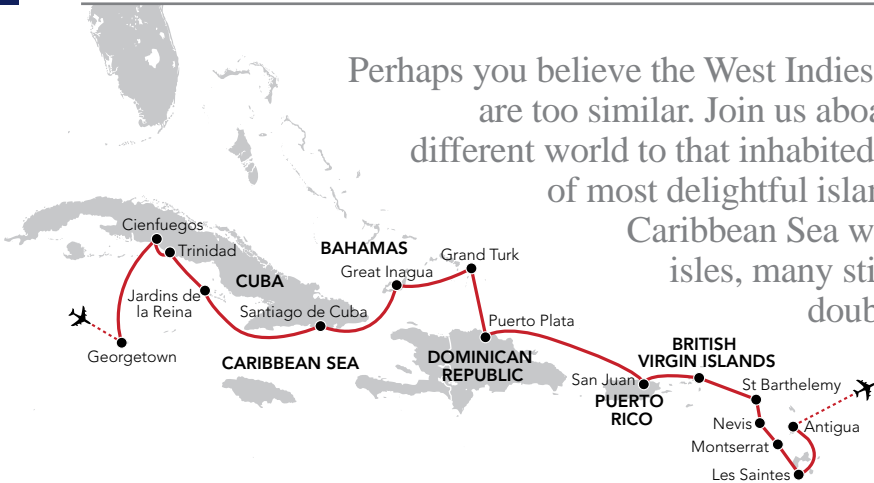 Perhaps you believe the West Indies
are too similar. Join us aboa
different world to that inhabited
of most delightful islan
Caribbean Sea w
isles, many sti
doub
Cienfuegos
Trinidad
BAHAMAS
Great Inagua
Grand Turk
CUBA
Jardins de
la Reina
Santiago de Cuba
Georgetown
CARIBBEAN SEA
Puerto Plata
DOMINICAN
REPUBLIC
BRITISH
VIRGIN ISLANDS
San Juan
PUERTO
RICO
St Barthelemy
Nevis
Antigua
Montserrat
Les Saintes